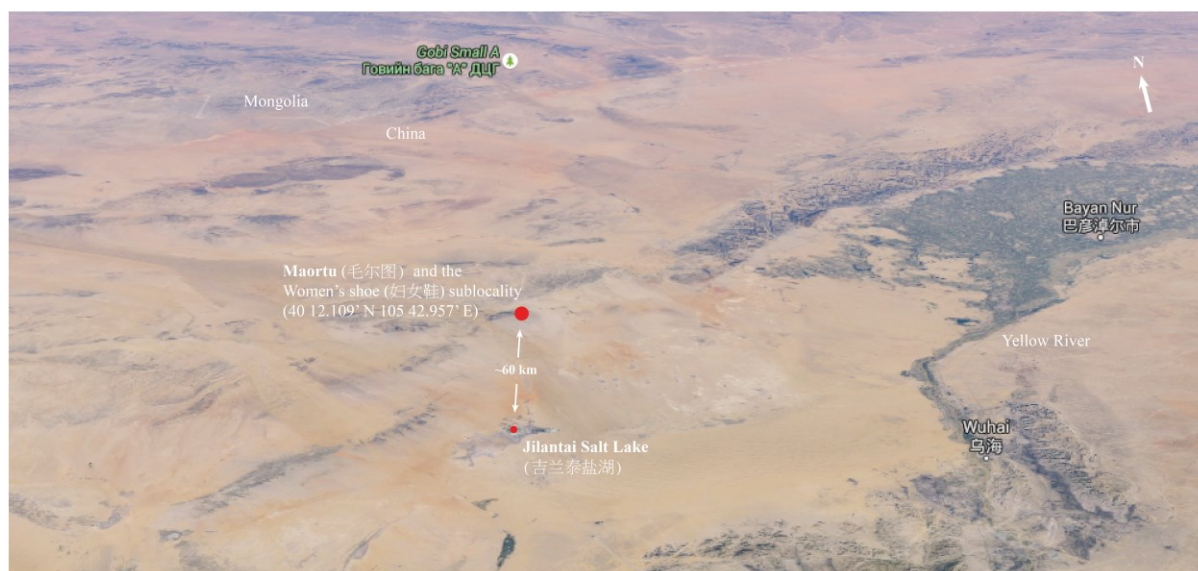 Gobi Small A
Говийн бага "А" ДЦГ
N
Mongolia
China
Bayan Nur
巴彦淖尔市
Maortu (毛尔图) and the
Women's shoe (妇女鞋) sublocality
(40 12.109' N 105 42.957' E)
Yellow River
~60 km
Wuhai
乌海
Jilantai Salt Lake
(吉兰泰盐湖)